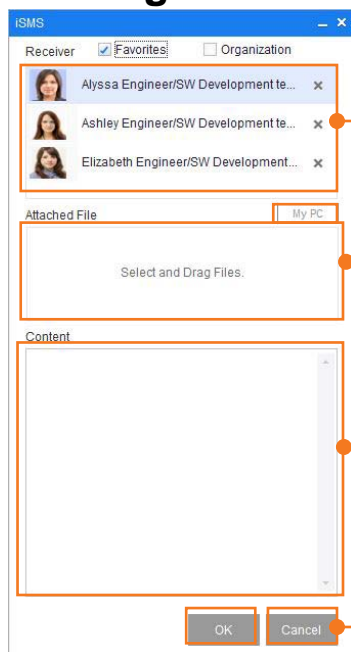 iSMS
Receiver Favorites Organization
Alyssa Engineer/SW Development te...
Ashley Engineer/SW Development te...
Elizabeth Engineer/SW Development...
Attached File My PC
Select and Drag Files.
Content
OK Cancel